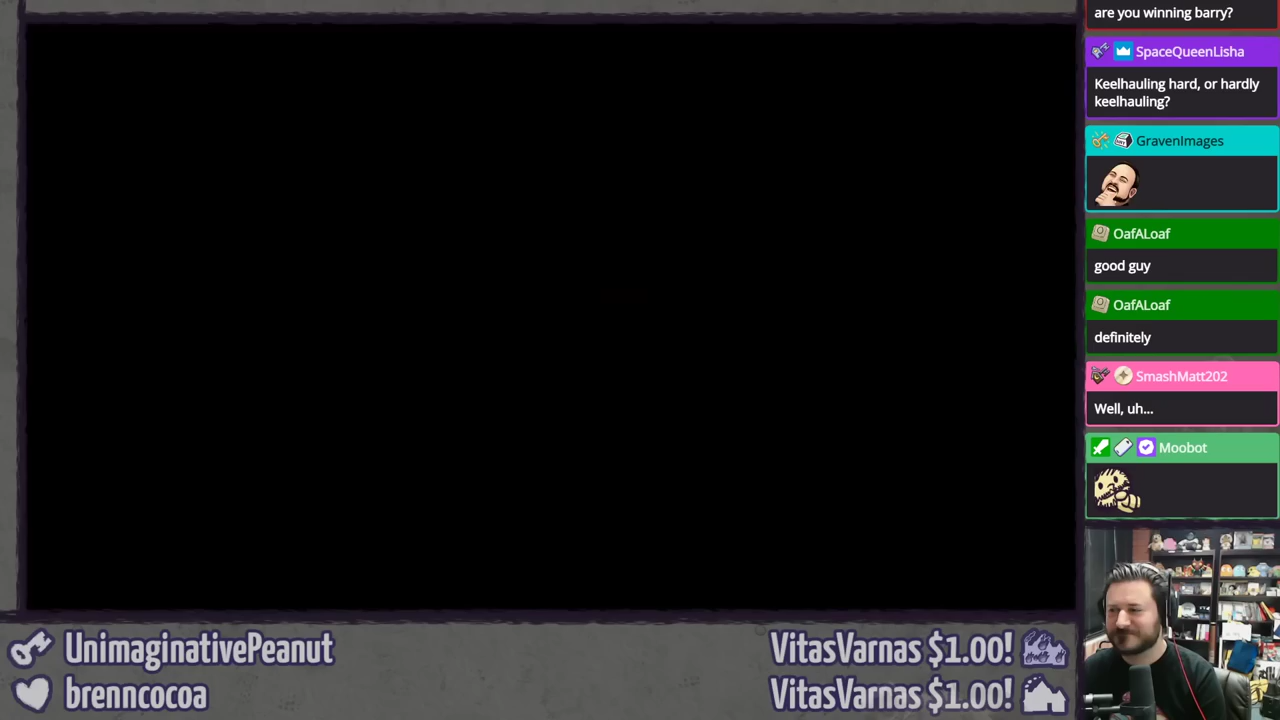 are you winning barry?
SpaceQueenLisha
Keelhauling hard, or hardly
keelhauling?
GravenImages
OafALoaf
good guy
OafALoaf
definitely
SmashMatt202
Well, uh...
Moobot
UnimaginativePeanut
brenncocoa
VitasVarnas $1.00!
VitasVarnas $1.00!